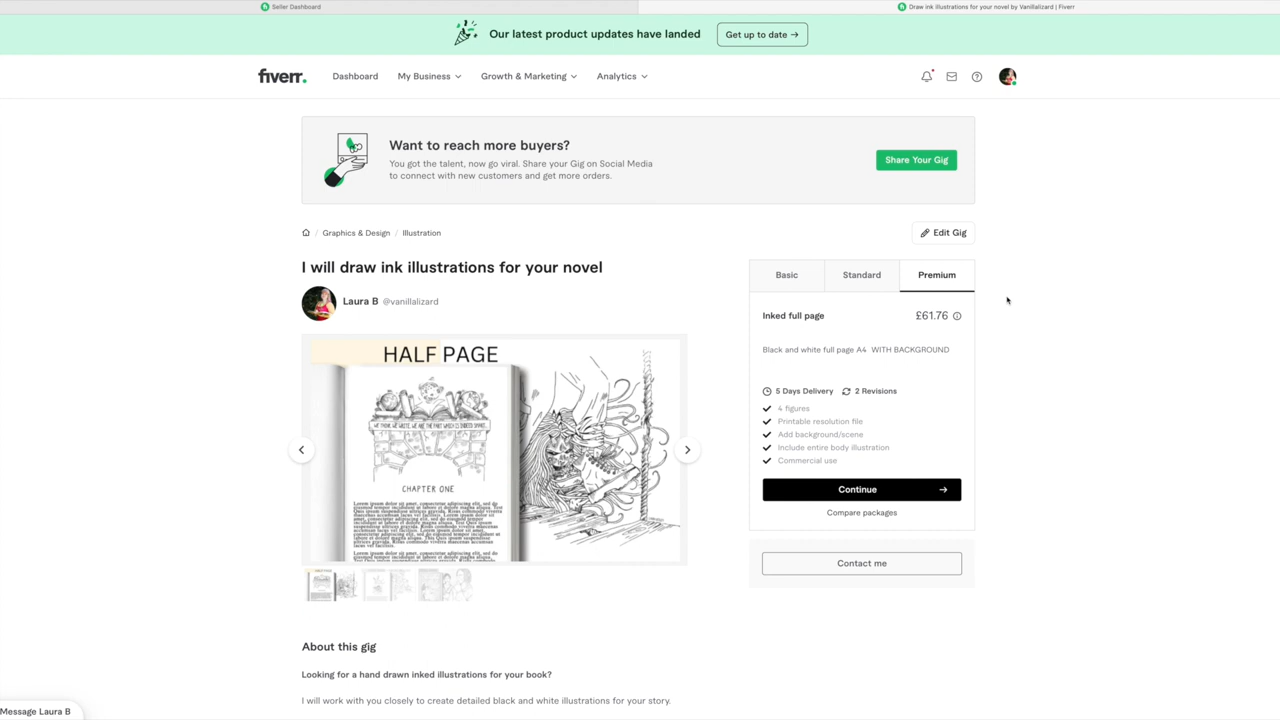 Seller Dashboard
Draw ink illustrations for your novel by Vanillalizard | Fiverr
Our latest product updates have landed
Get up to date →
fiverr.
Dashboard
My Business
Growth & Marketing
Analytics
Want to reach more buyers?
You got the talent, now go viral. Share your Gig on Social Media
to connect with new customers and get more orders.
Share Your Gig
/ Graphics & Design / Illustration
Edit Gig
I will draw ink illustrations for your novel
Laura B @vanillalizard
HALF PAGE
CHAPTER ONE
Basic
Standard
Premium
Inked full page
£61.76
Black and white full page A4 WITH BACKGROUND
5 Days Delivery
2 Revisions
4 figures
Printable resolution file
Add background/scene
Include entire body illustration
Commercial use
Continue →
Compare packages
Contact me
About this gig
Looking for a hand drawn inked illustrations for your book?
I will work with you closely to create detailed black and white illustrations for your story.
Message Laura B